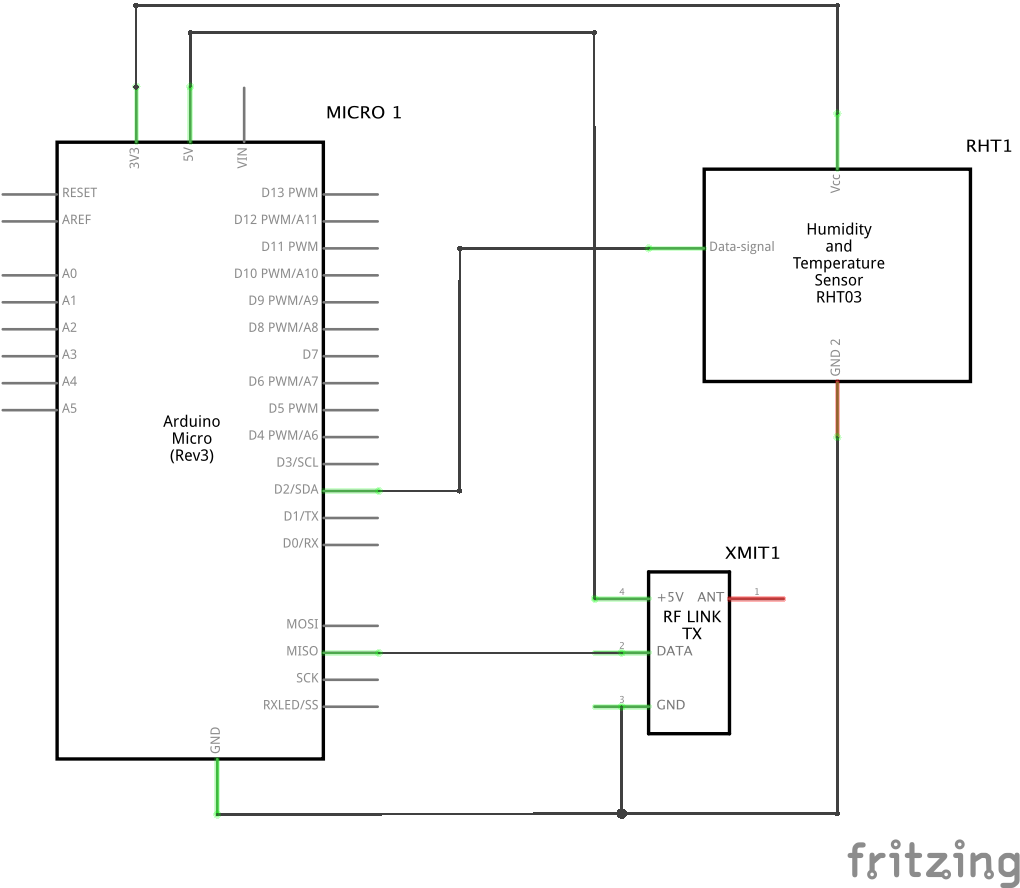 MICRO 1
3V3
5V
VIN
RESET
AREF
A0
A1
A2
A3
A4
A5
Arduino
Micro
(Rev3)
D13 PWM
D12 PWM/A11
D11 PWM
D10 PWM/A10
D9 PWM/A9
D8 PWM/A8
D7
D6 PWM/A7
D5 PWM
D4 PWM/A6
D3/SCL
D2/SDA
D1/TX
D0/RX
MOSI
MISO
SCK
RXLED/SS
GND
RHT1
Vcc
Data-signal
Humidity
and
Temperature
Sensor
RHT03
GND 2
XMIT1
4
+5V
ANT
1
RF LINK
TX
2
DATA
3
GND
fritzing